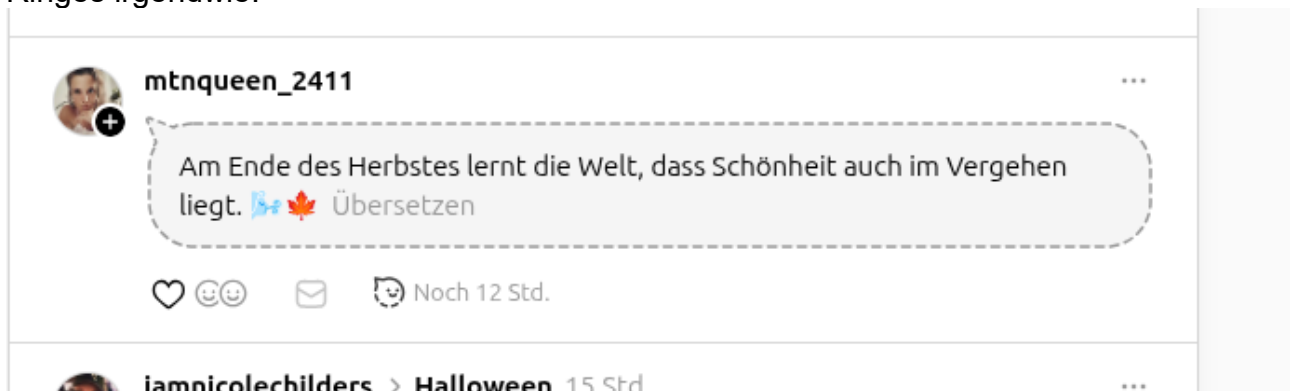 mtnqueen_2411
Am Ende des Herbstes lernt die Welt, dass Schönheit auch im Vergehen
liegt. 🌬️🍁 Übersetzen
Noch 12 Std.
iamnicolechilders > Halloween 15 Std.